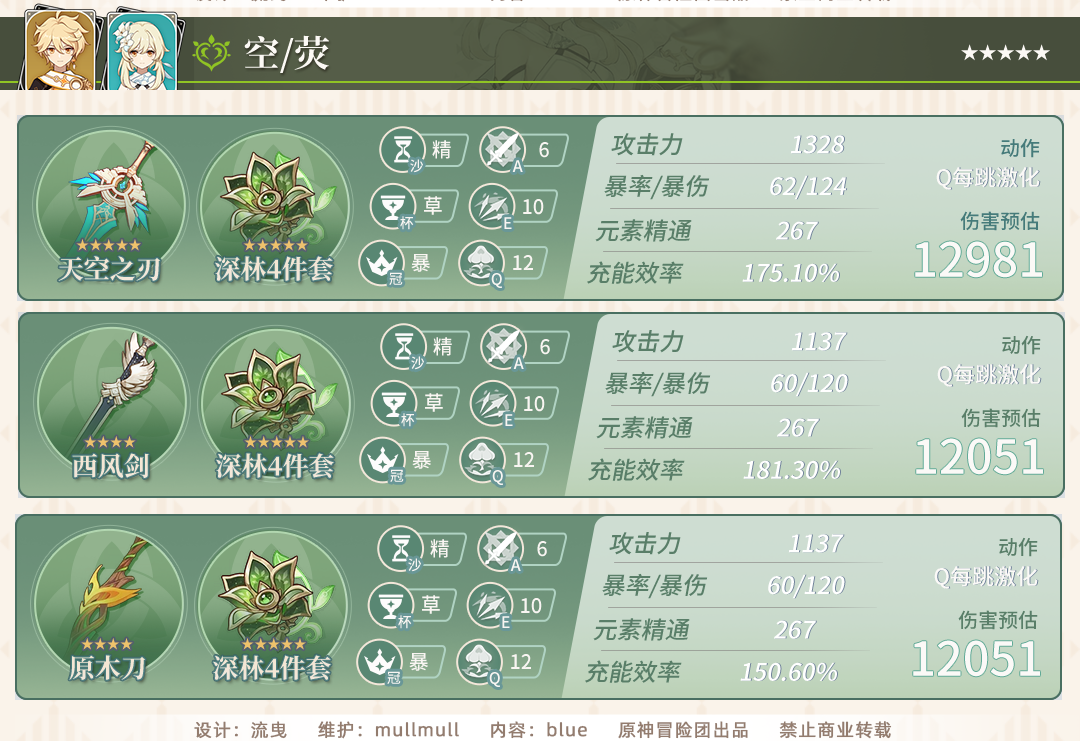 空/荧
★★★★★
精 6
沙 A
草 10
杯 E
暴 12
冠 Q
★★★★★
天空之刃
★★★★★
深林4件套
攻击力 1328
暴率/暴伤 62/124
元素精通 267
充能效率 175.10%
动作
Q每跳激化
伤害预估
12981
精 6
沙 A
草 10
杯 E
暴 12
冠 Q
★★★★
西风剑
★★★★★
深林4件套
攻击力 1137
暴率/暴伤 60/120
元素精通 267
充能效率 181.30%
动作
Q每跳激化
伤害预估
12051
精 6
沙 A
草 10
杯 E
暴 12
冠 Q
★★★★
原木刀
★★★★★
深林4件套
攻击力 1137
暴率/暴伤 60/120
元素精通 267
充能效率 150.60%
动作
Q每跳激化
伤害预估
12051
设计：流曳 维护：mullmull 内容：blue 原神冒险团出品 禁止商业转载